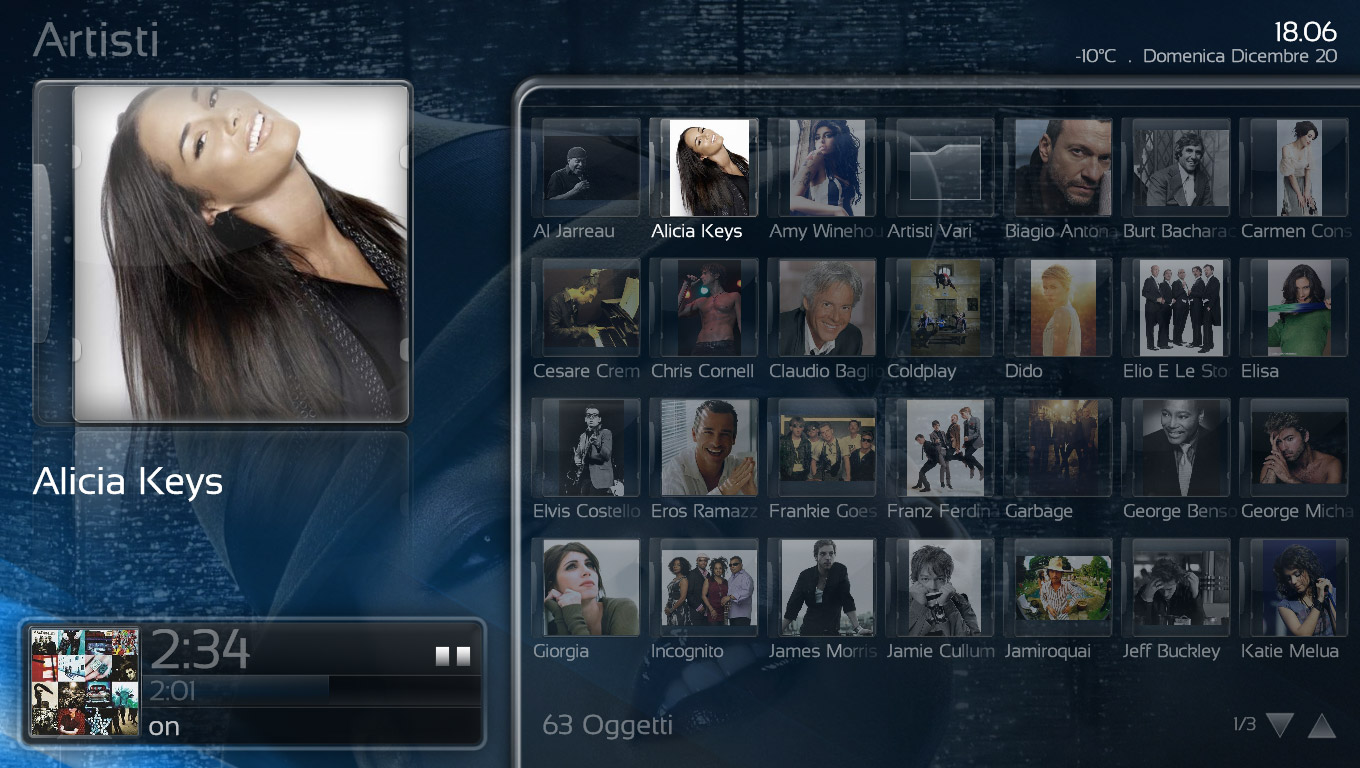 Artisti
18.06
-10°C . Domenica Dicembre 20
Al Jarreau
Alicia Keys
Amy Winehou
Artisti Vari
Biagio Anton
Burt Bacharac
Carmen Cons
Cesare Crem
Chris Cornell
Claudio Bagli
Coldplay
Dido
Elio E Le Sto
Elisa
Elvis Costello
Eros Ramazz
Frankie Goes
Franz Ferdin
Garbage
George Benso
George Micha
Giorgia
Incognito
James Morris
Jamie Cullum
Jamiroquai
Jeff Buckley
Katie Melua
Alicia Keys
2:34
2:01
on
63 Oggetti
1/3